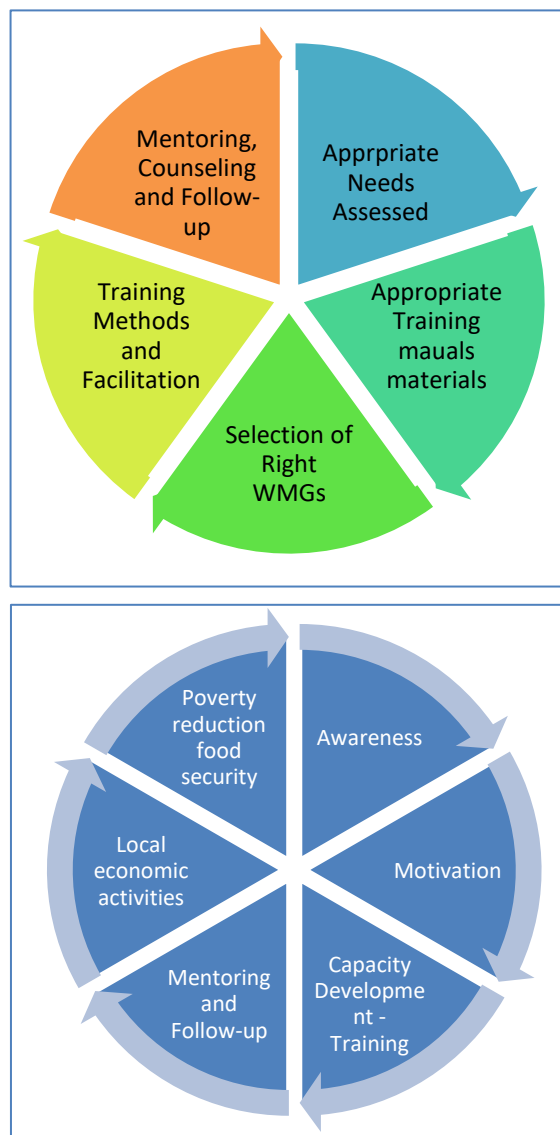 Mentoring,
Counseling
and Follow-
up
Apprpriate
Needs
Assessed
Training
Methods
and
Facilitation
Appropriate
Training
mauals
materials
Selection of
Right
WMGs
Poverty
reduction
food
security
Awareness
Local
economic
activities
Motivation
Mentoring
and
Follow-up
Capacity
Developme
nt -
Training